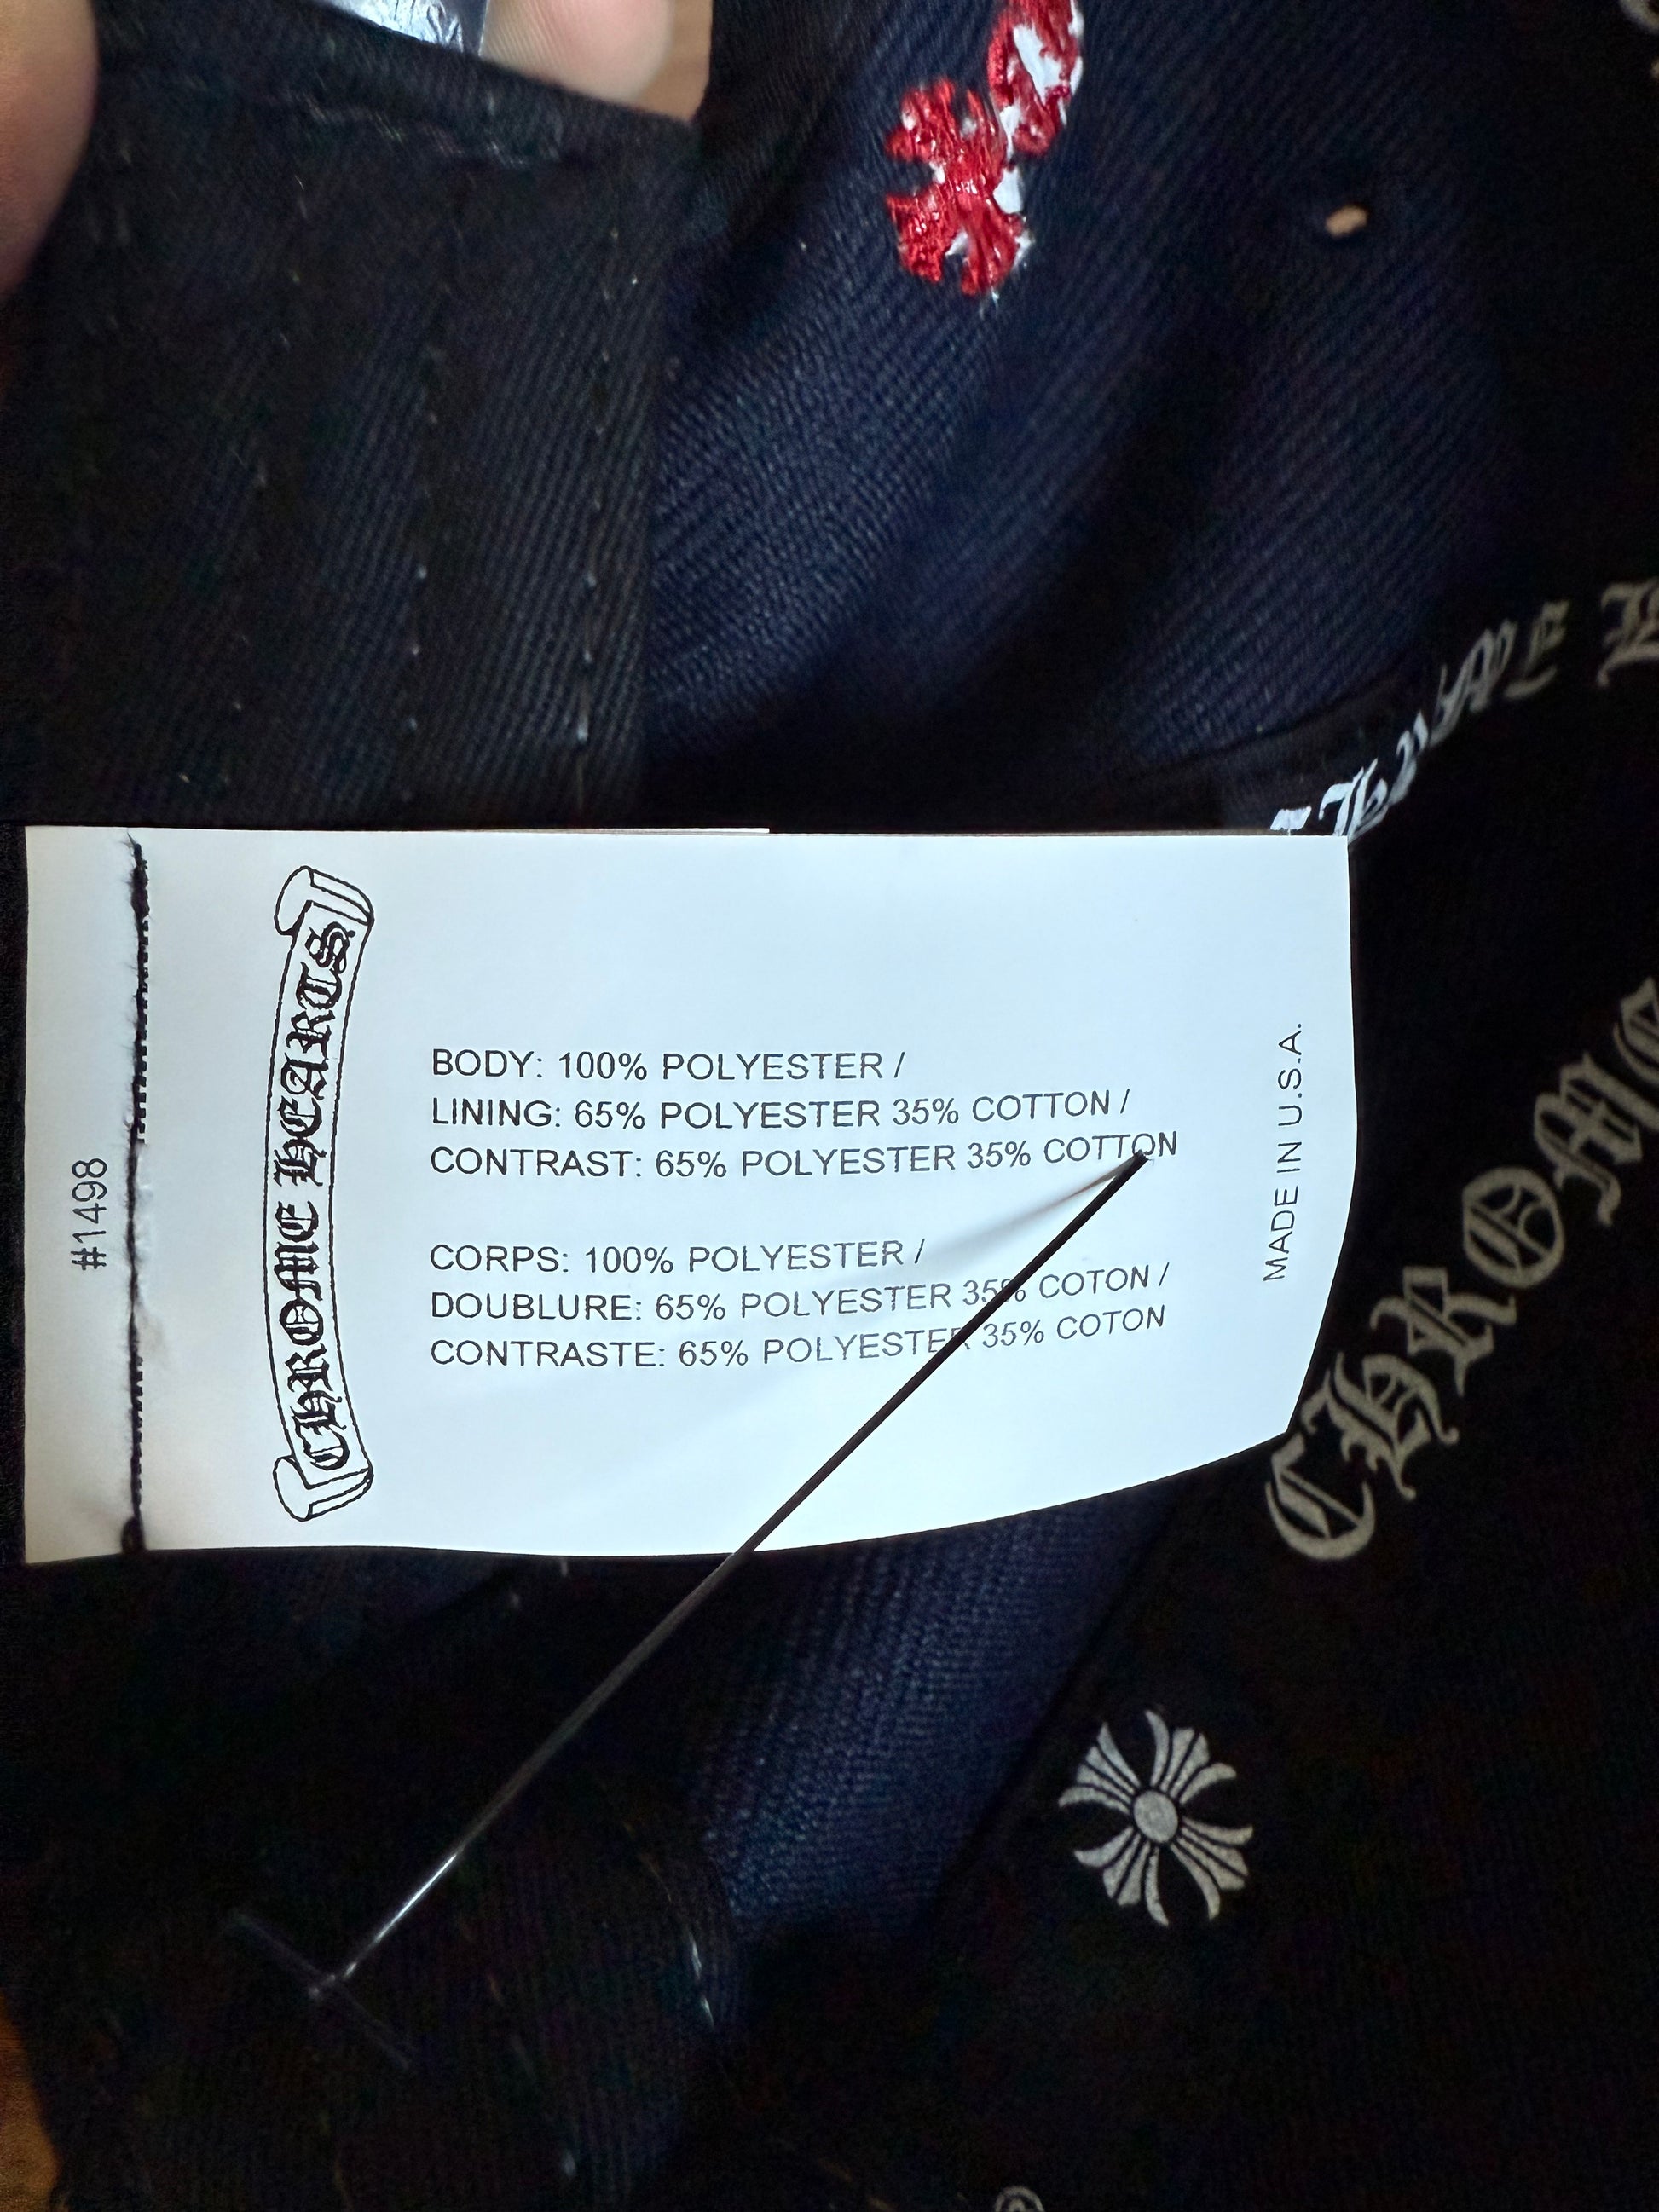 #1498
CHROME HEARTS
BODY: 100% POLYESTER /
LINING: 65% POLYESTER 35% COTTON /
CONTRAST: 65% POLYESTER 35% COTTON
CORPS: 100% POLYESTER /
DOUBLURE: 65% POLYESTER 35% COTON /
CONTRASTE: 65% POLYESTER 35% COTON
MADE IN U.S.A.
CHROME